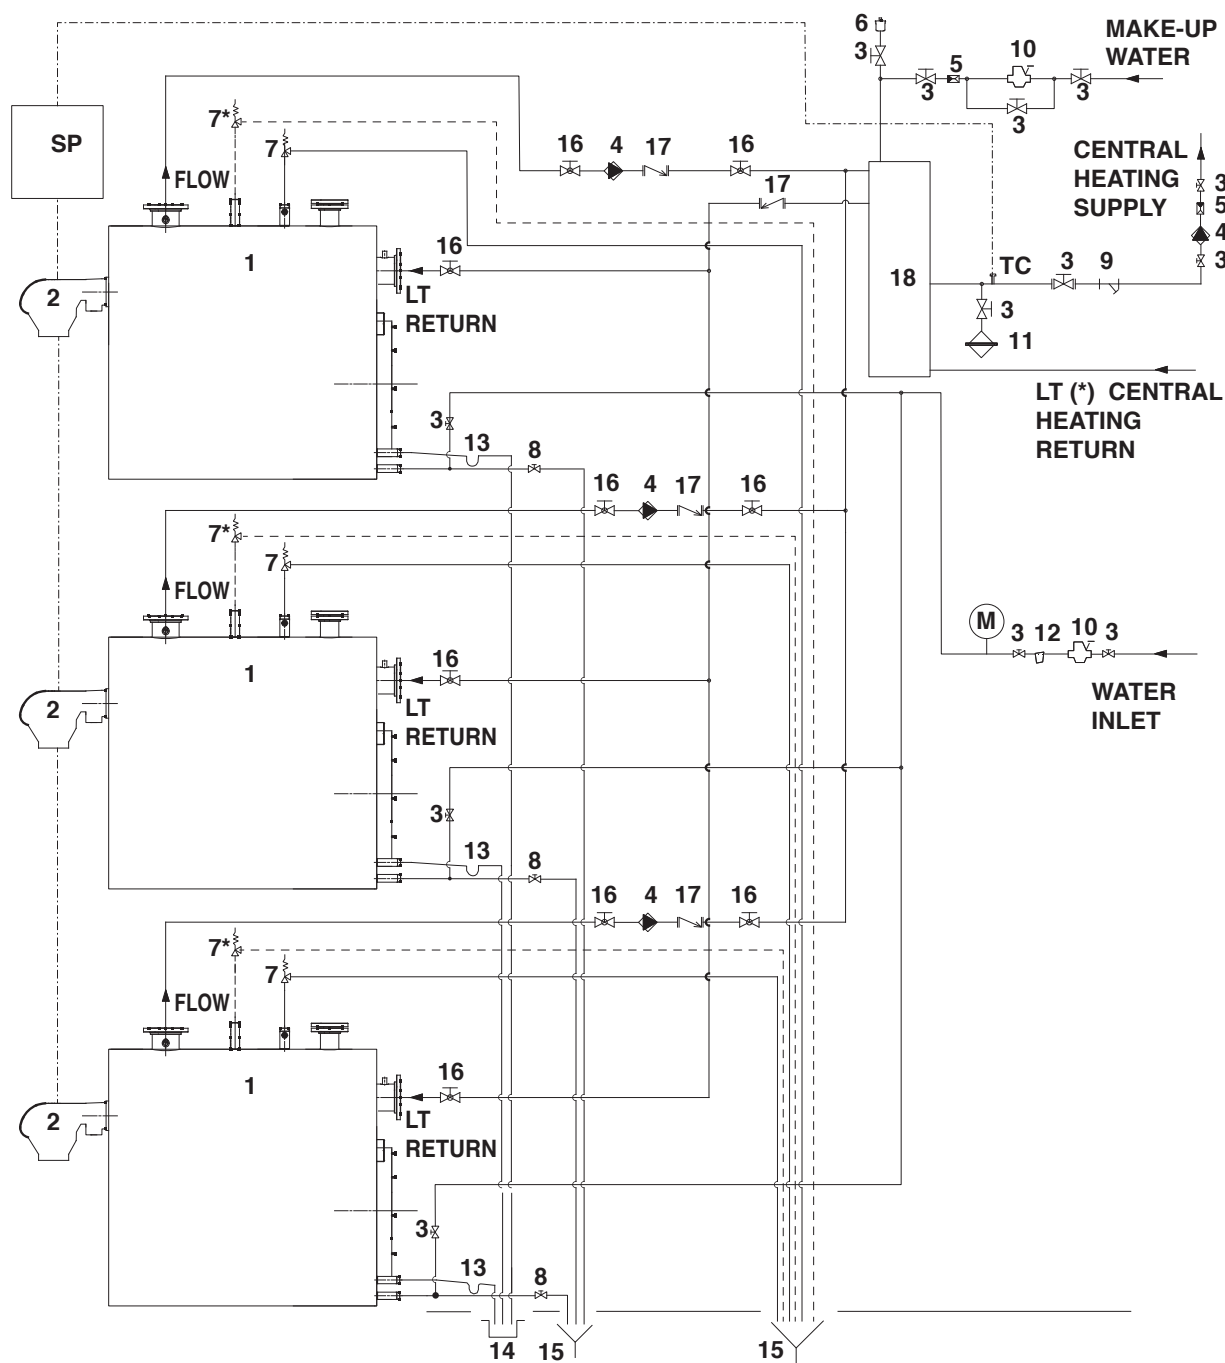 6
10
MAKE-UP
WATER
3
5
3
3
3
SP
7*
7
16
4
17
16
CENTRAL
HEATING
SUPPLY
3
5
4
3
FLOW
17
1
16
LT
RETURN
2
18
TC
3
9
3
11
LT (*) CENTRAL
HEATING
RETURN
3
13
8
16
4
17
16
7*
7
FLOW
M
3
12
10
3
1
16
LT
RETURN
2
WATER
INLET
3
13
8
16
4
17
16
7*
7
FLOW
1
16
LT
RETURN
2
3
13
8
14
15
15